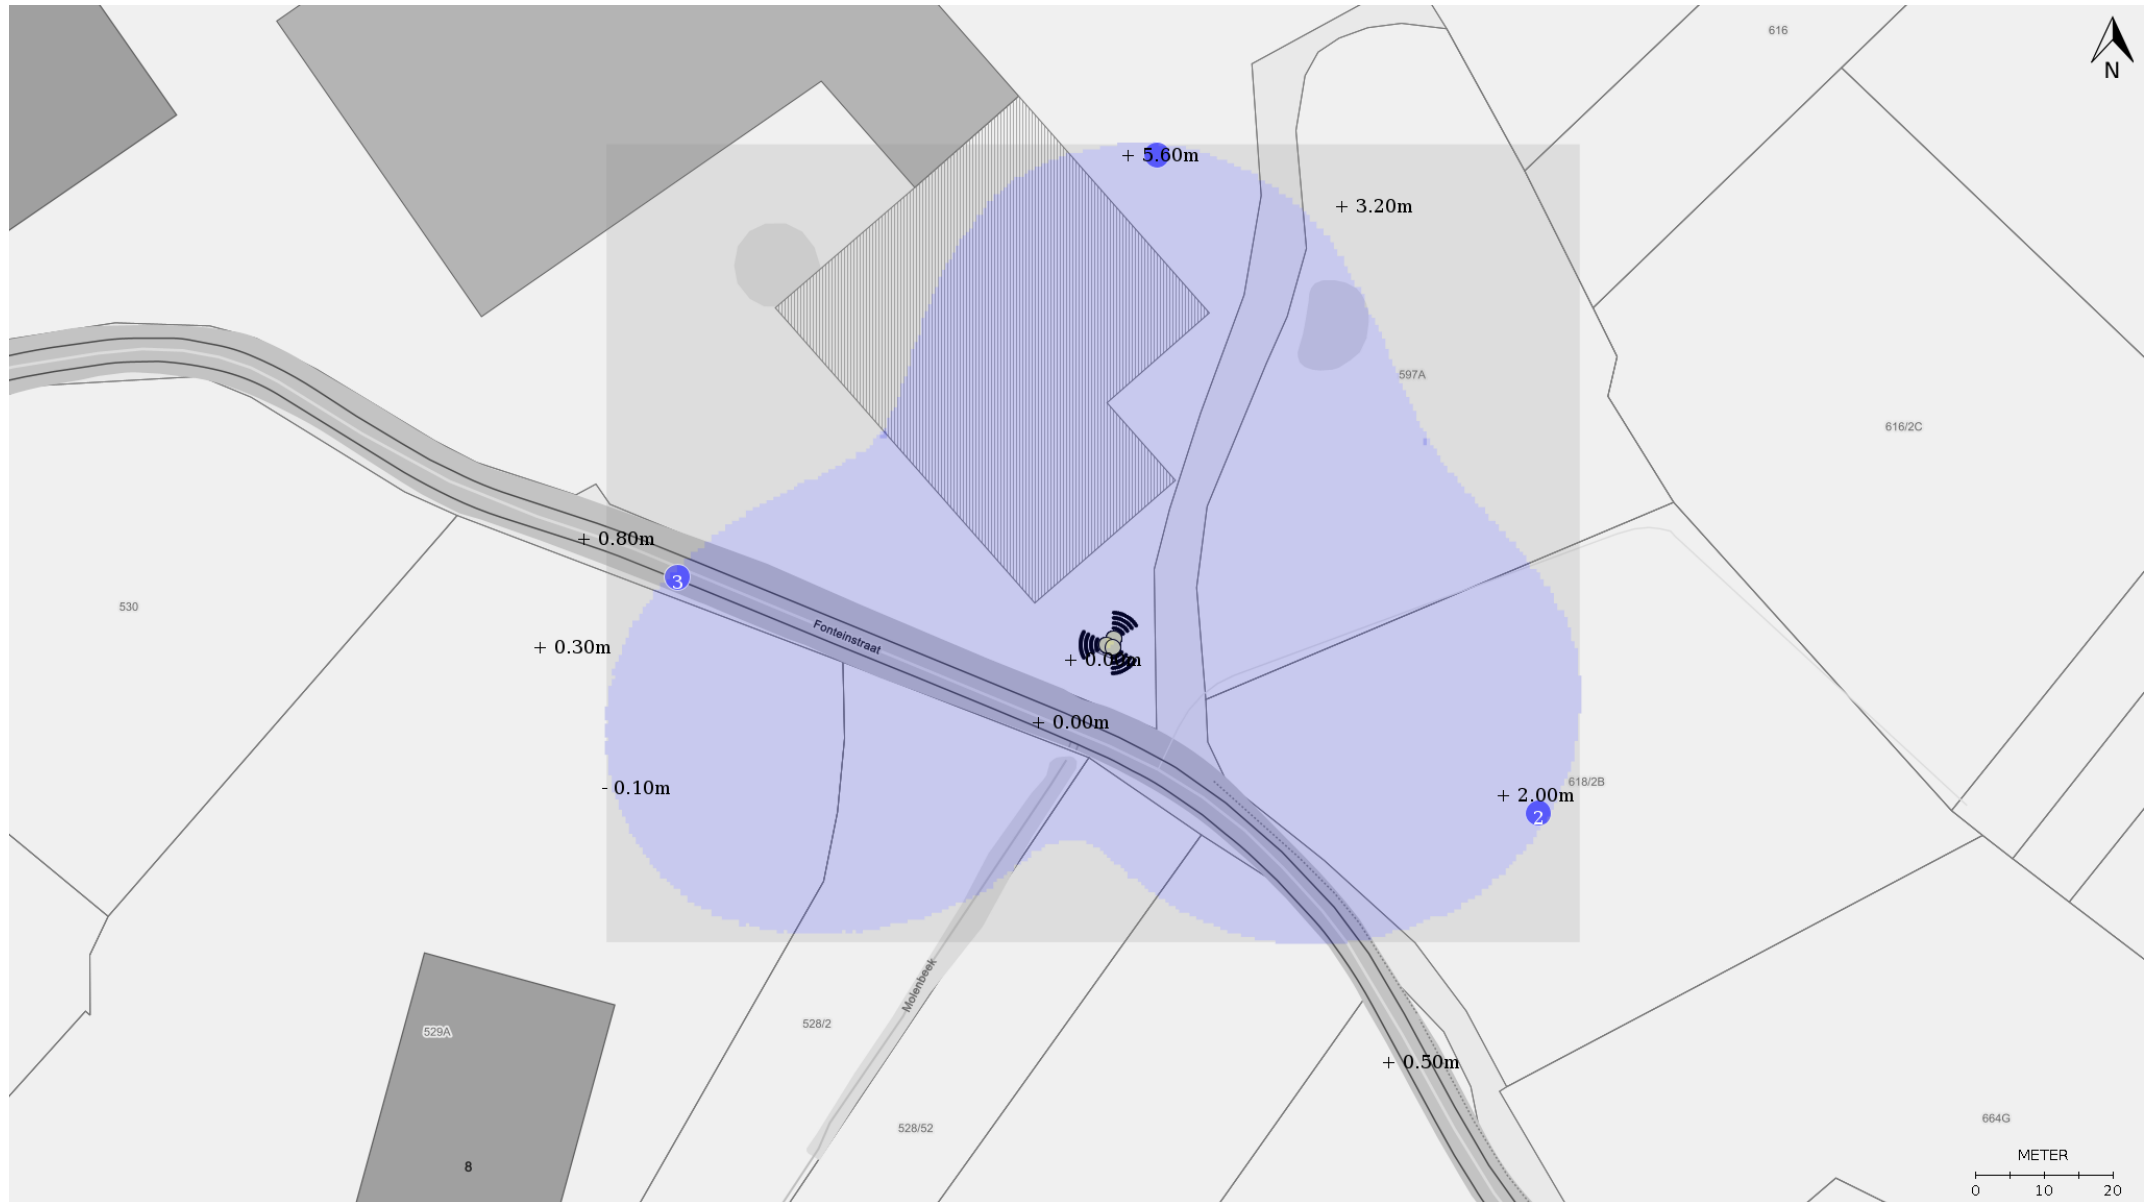 616
N
+ 5.60m
+ 3.20m
597A
616/2C
+ 0.80m
3
530
Fonteinstraat
+ 0.30m
+ 0.00m
618/2B
- 0.10m
+ 2.00m
2
Molenbeek
528/2
529A
+ 0.50m
528/52
664G
8
METER
0 10 20